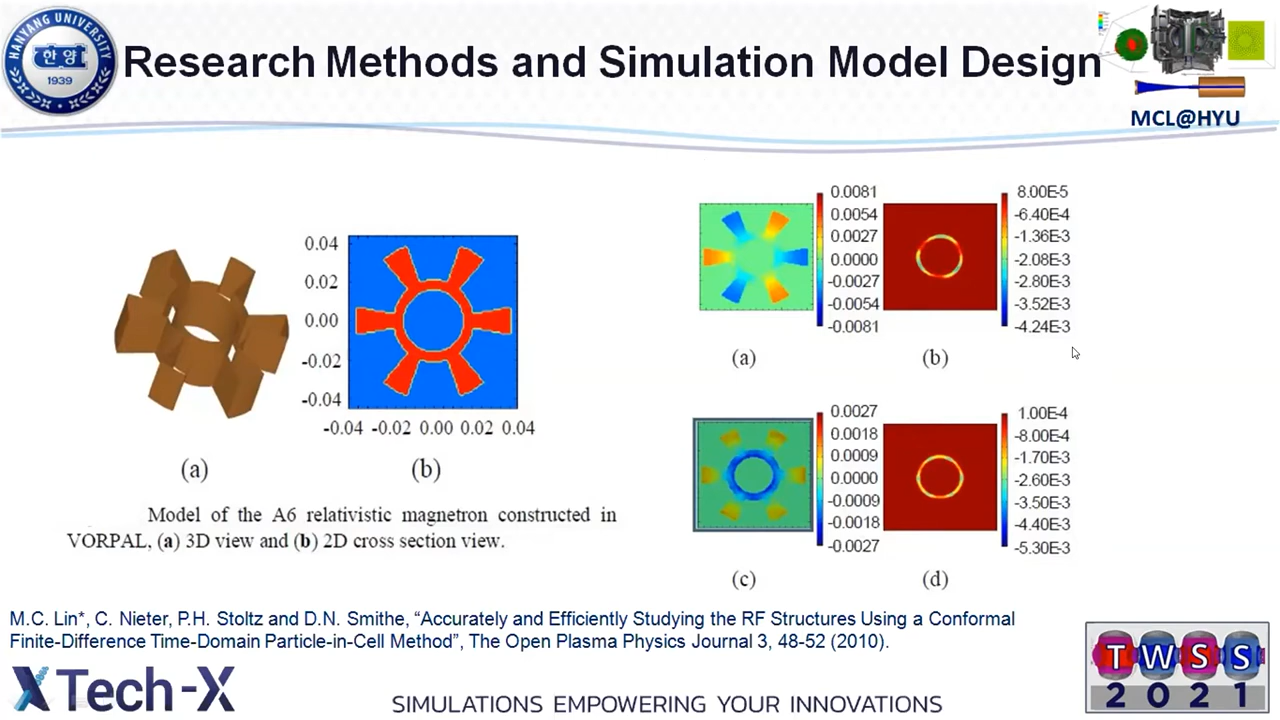 HANYANG UNIVERSITY
한양
1939
Research Methods and Simulation Model Design
MCL@HYU
0.04
0.02
0.00
-0.02
-0.04
-0.04 -0.02 0.00 0.02 0.04
(a)
(b)
Model of the A6 relativistic magnetron constructed in
VORPAL, (a) 3D view and (b) 2D cross section view.
0.0081
0.0054
0.0027
0.0000
-0.0027
-0.0054
-0.0081
8.00E-5
-6.40E-4
-1.36E-3
-2.08E-3
-2.80E-3
-3.52E-3
-4.24E-3
(a)
(b)
0.0027
0.0018
0.0009
0.0000
-0.0009
-0.0018
-0.0027
1.00E-4
-8.00E-4
-1.70E-3
-2.60E-3
-3.50E-3
-4.40E-3
-5.30E-3
(c)
(d)
M.C. Lin*, C. Nieter, P.H. Stoltz and D.N. Smithe, “Accurately and Efficiently Studying the RF Structures Using a Conformal
Finite-Difference Time-Domain Particle-in-Cell Method”, The Open Plasma Physics Journal 3, 48-52 (2010).
Tech-X
SIMULATIONS EMPOWERING YOUR INNOVATIONS
TWSS
2021